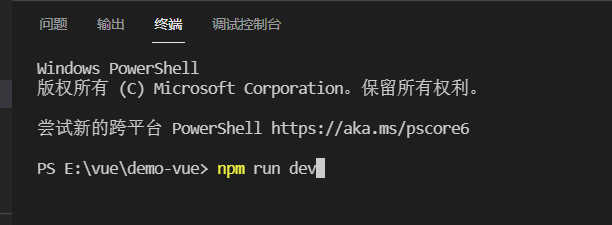 问题 输出 终端 调试控制台
Windows PowerShell
版权所有 (C) Microsoft Corporation。保留所有权利。
尝试新的跨平台 PowerShell https://aka.ms/pscore6
PS E:\vue\demo-vue> npm run dev